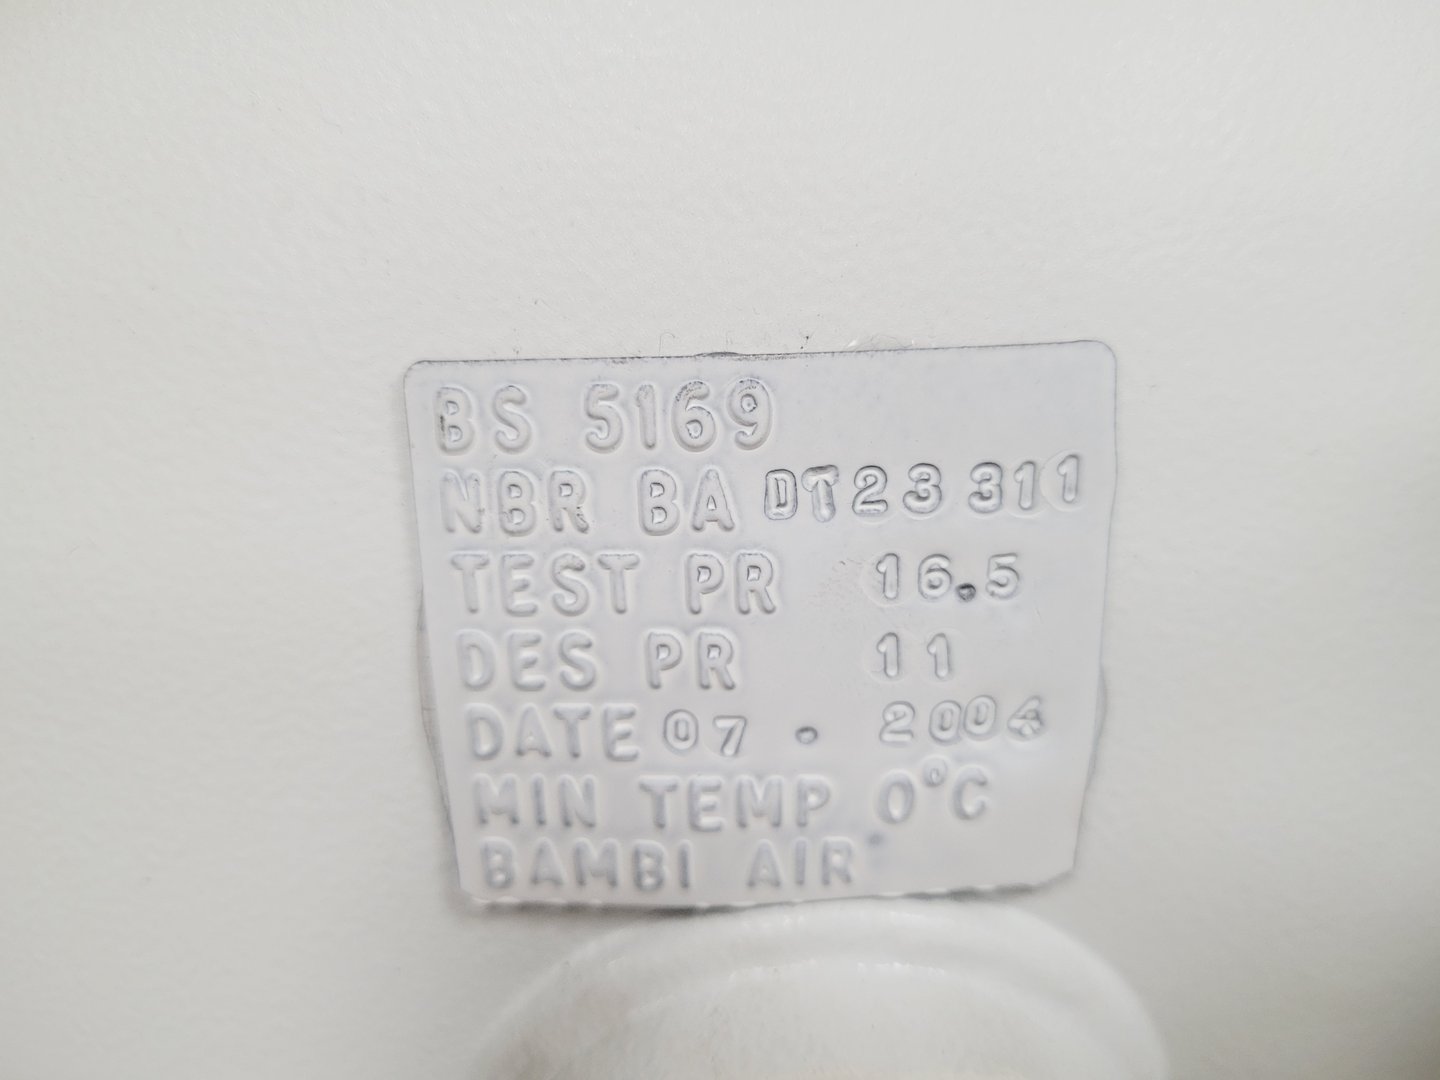 BS 5169
NBR BA DT23 311
TEST PR 16.5
DES PR 11
DATE 07 . 2004
MIN TEMP 0°C
BAMBI AIR